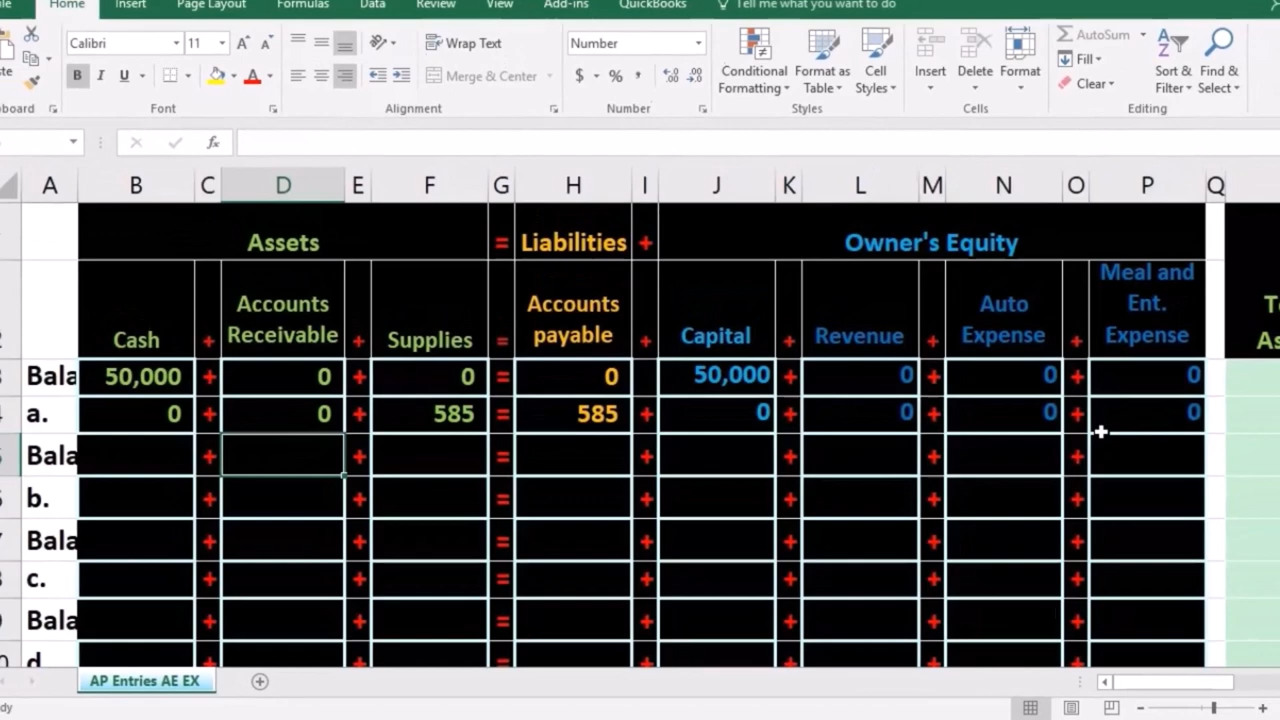 Home Insert Page Layout Formulas Data Review View Add-ins QuickBooks Tell me what you want to do
Calibri 11 A A Wrap Text Number AutoSum
B I U A Merge & Center $ % Conditional Formatting Format as Table Cell Styles Insert Delete Format Fill Clear Sort & Filter Find & Select
Font Alignment Number Styles Cells Editing
fx
A B C D E F G H I J K L M N O P Q
Assets = Liabilities + Owner's Equity
Cash + Accounts Receivable + Supplies = Accounts payable + Capital + Revenue + Auto Expense + Meal and Ent. Expense
Bala 50,000 + 0 + 0 = 0 + 50,000 + 0 + 0 + 0
a. 0 + 0 + 585 = 585 + 0 + 0 + 0 + 0
Bala + + = + + + +
b. + + = + + + +
Bala + + = + + + +
c. + + = + + + +
Bala + + = + + + +
d + + = + + + +
AP Entries AE EX